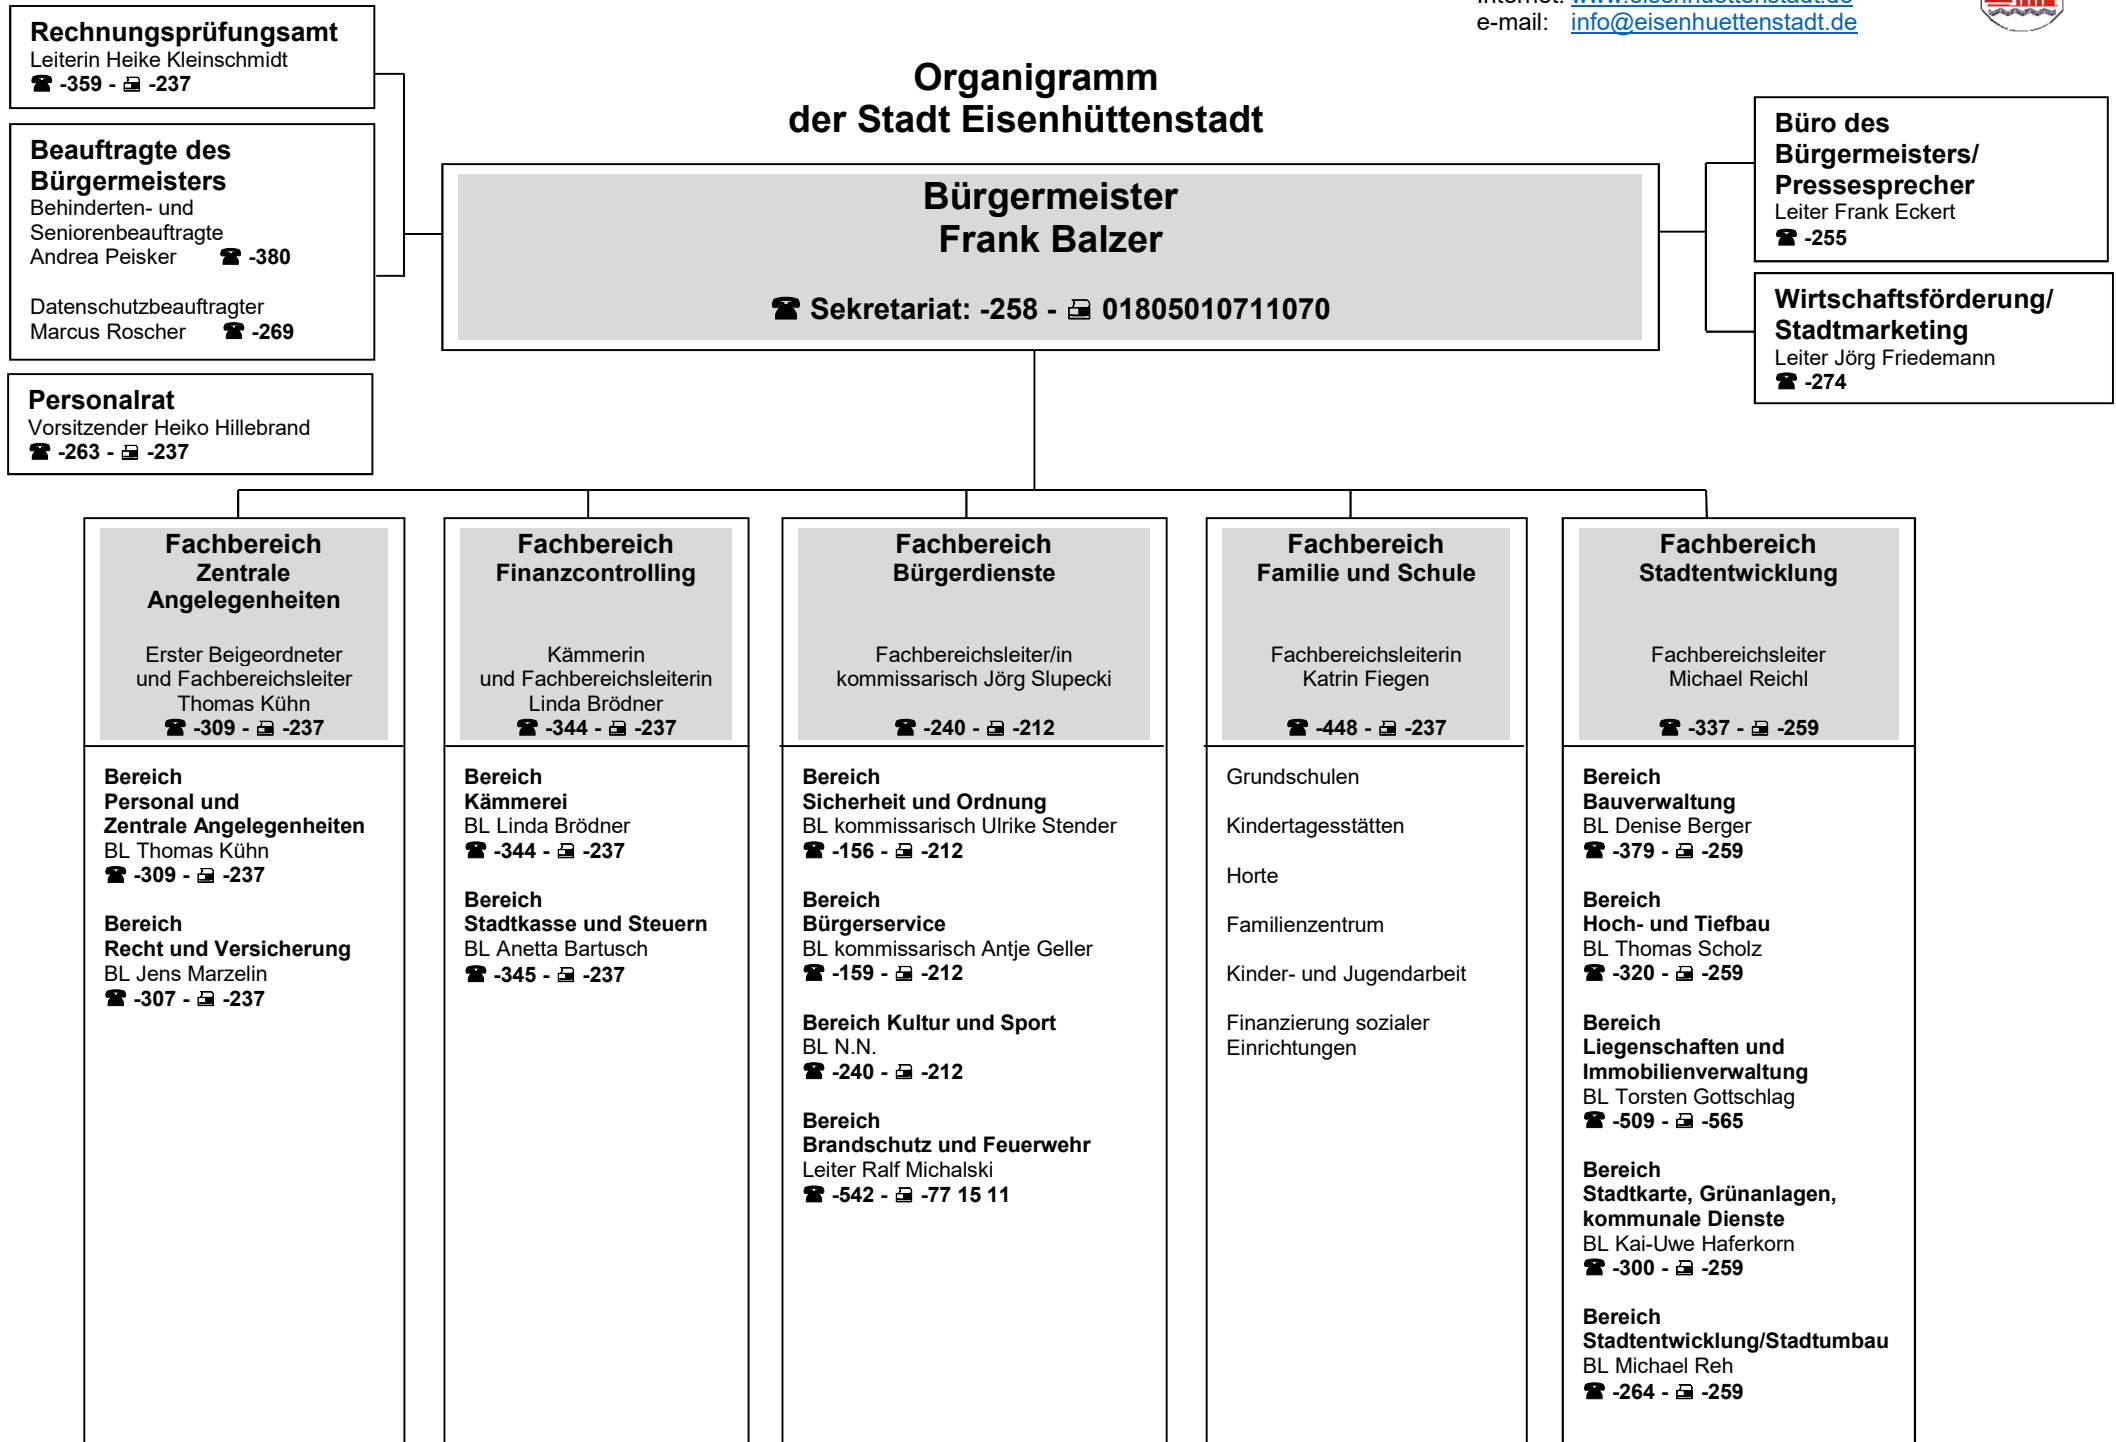 Internet: www.eisenhuettenstadt.de
e-mail: info@eisenhuettenstadt.de
Organigramm
der Stadt Eisenhüttenstadt
Rechnungsprüfungsamt
Leiterin Heike Kleinschmidt
☎ -359 - 🖷 -237
Beauftragte des
Bürgermeisters
Behinderten- und
Seniorenbeauftragte
Andrea Peisker ☎ -380
Datenschutzbeauftragter
Marcus Roscher ☎ -269
Personalrat
Vorsitzender Heiko Hillebrand
☎ -263 - 🖷 -237
Bürgermeister
Frank Balzer
☎ Sekretariat: -258 - 🖷 01805010711070
Büro des
Bürgermeisters/
Pressesprecher
Leiter Frank Eckert
☎ -255
Wirtschaftsförderung/
Stadtmarketing
Leiter Jörg Friedemann
☎ -274
Fachbereich
Zentrale
Angelegenheiten
Erster Beigeordneter
und Fachbereichsleiter
Thomas Kühn
☎ -309 - 🖷 -237
Bereich
Personal und
Zentrale Angelegenheiten
BL Thomas Kühn
☎ -309 - 🖷 -237
Bereich
Recht und Versicherung
BL Jens Marzelin
☎ -307 - 🖷 -237
Fachbereich
Finanzcontrolling
Kämmerin
und Fachbereichsleiterin
Linda Brödner
☎ -344 - 🖷 -237
Bereich
Kämmerei
BL Linda Brödner
☎ -344 - 🖷 -237
Bereich
Stadtkasse und Steuern
BL Anetta Bartusch
☎ -345 - 🖷 -237
Fachbereich
Bürgerdienste
Fachbereichsleiter/in
kommissarisch Jörg Slupecki
☎ -240 - 🖷 -212
Bereich
Sicherheit und Ordnung
BL kommissarisch Ulrike Stender
☎ -156 - 🖷 -212
Bereich
Bürgerservice
BL kommissarisch Antje Geller
☎ -159 - 🖷 -212
Bereich Kultur und Sport
BL N.N.
☎ -240 - 🖷 -212
Bereich
Brandschutz und Feuerwehr
Leiter Ralf Michalski
☎ -542 - 🖷 -77 15 11
Fachbereich
Familie und Schule
Fachbereichsleiterin
Katrin Fiegen
☎ -448 - 🖷 -237
Grundschulen
Kindertagesstätten
Horte
Familienzentrum
Kinder- und Jugendarbeit
Finanzierung sozialer
Einrichtungen
Fachbereich
Stadtentwicklung
Fachbereichsleiter
Michael Reichl
☎ -337 - 🖷 -259
Bereich
Bauverwaltung
BL Denise Berger
☎ -379 - 🖷 -259
Bereich
Hoch- und Tiefbau
BL Thomas Scholz
☎ -320 - 🖷 -259
Bereich
Liegenschaften und
Immobilienverwaltung
BL Torsten Gottschlag
☎ -509 - 🖷 -565
Bereich
Stadtkarte, Grünanlagen,
kommunale Dienste
BL Kai-Uwe Haferkorn
☎ -300 - 🖷 -259
Bereich
Stadtentwicklung/Stadtumbau
BL Michael Reh
☎ -264 - 🖷 -259